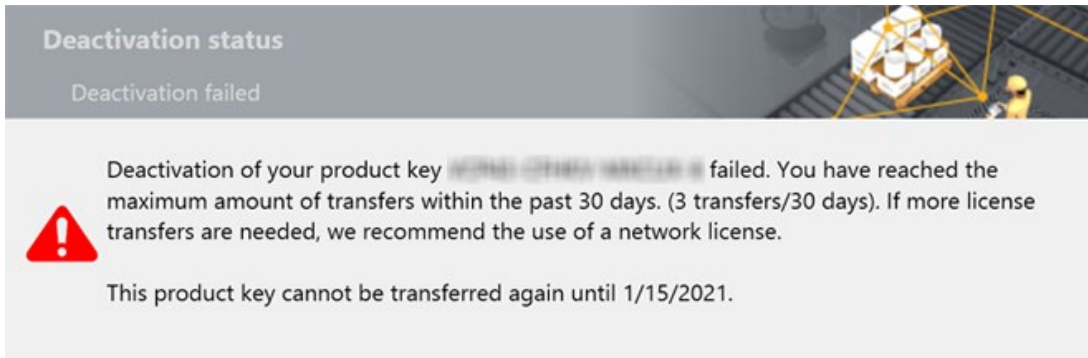 Deactivation status
Deactivation failed
Deactivation of your product key failed. You have reached the
maximum amount of transfers within the past 30 days. (3 transfers/30 days). If more license
transfers are needed, we recommend the use of a network license.
This product key cannot be transferred again until 1/15/2021.